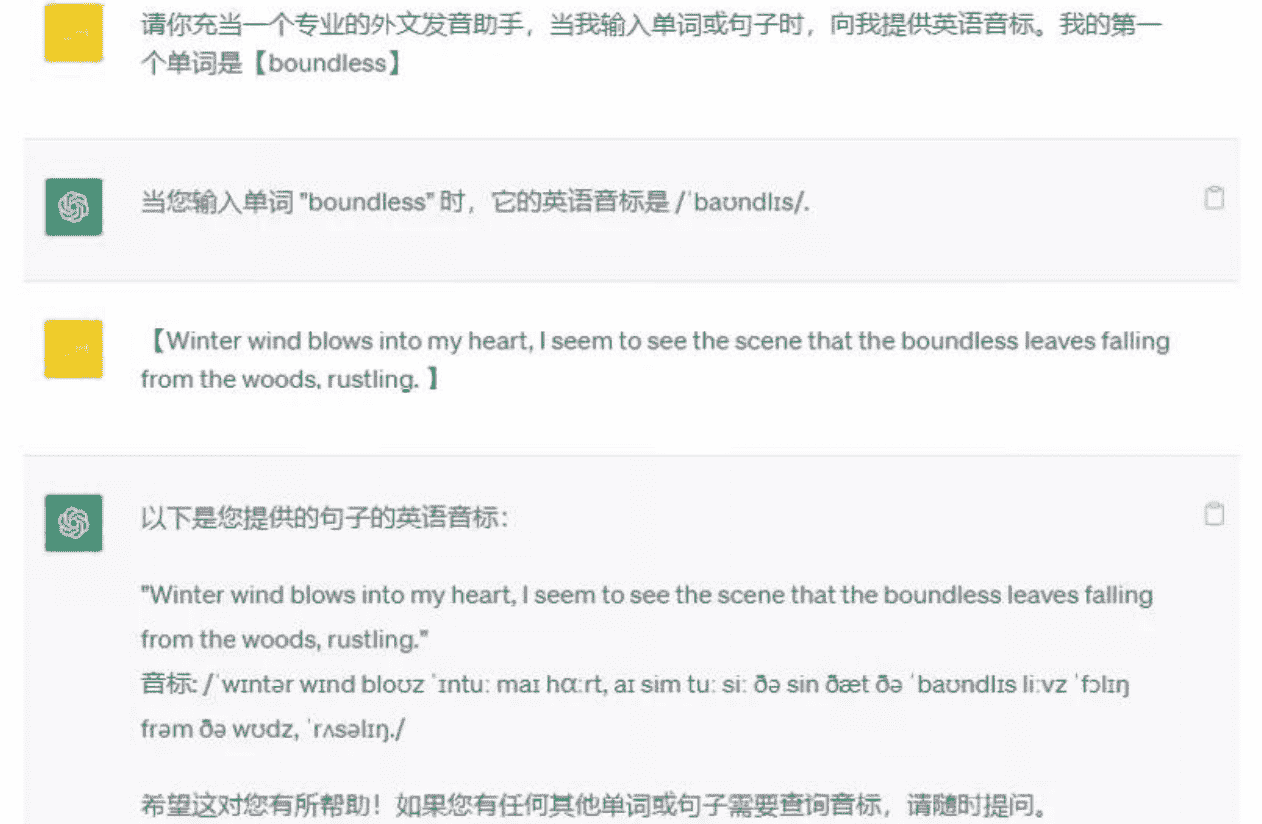 请你充当一个专业的外文发音助手，当我输入单词或句子时，向我提供英语音标。我的第一
个单词是【boundless】
当您输入单词 "boundless" 时，它的英语音标是 /ˈbaʊndlɪs/.
【Winter wind blows into my heart, I seem to see the scene that the boundless leaves falling
from the woods, rustling. 】
以下是您提供的句子的英语音标：
"Winter wind blows into my heart, I seem to see the scene that the boundless leaves falling
from the woods, rustling."
音标: /ˈwɪntər wɪnd bloʊz ˈɪntuː maɪ hɑːrt, aɪ sim tuː siː ðə sin ðæt ðə ˈbaʊndlɪs liːvz ˈfɔlɪŋ
frəm ðə wʊdz, ˈrʌsəlɪŋ./
希望这对您有所帮助！如果您有任何其他单词或句子需要查询音标，请随时提问。